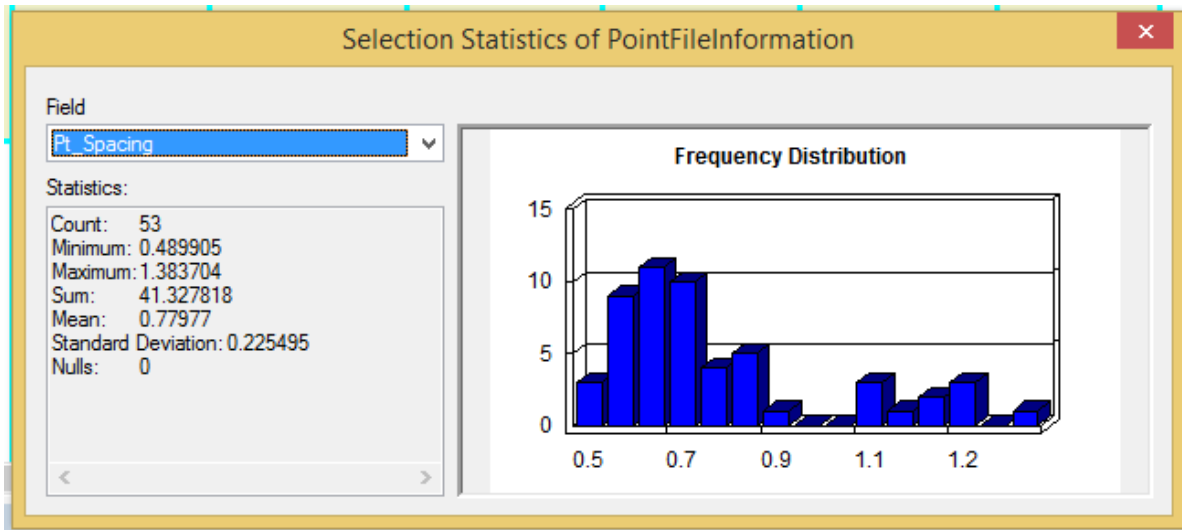 Selection Statistics of PointFileInformation
Field
Pt_Spacing
Statistics:
Count: 53
Minimum: 0.489905
Maximum: 1.383704
Sum: 41.327818
Mean: 0.77977
Standard Deviation: 0.225495
Nulls: 0
Frequency Distribution
15
10
5
0
0.5 0.7 0.9 1.1 1.2